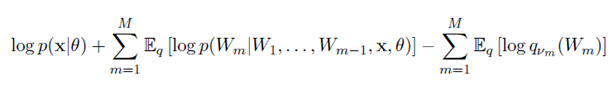 log p(x|θ) + ∑_{m=1}^{M} 𝔼_q [log p(W_m|W_1, . . . , W_{m−1}, x, θ)] − ∑_{m=1}^{M} 𝔼_q [log q_{ν_m}(W_m)]